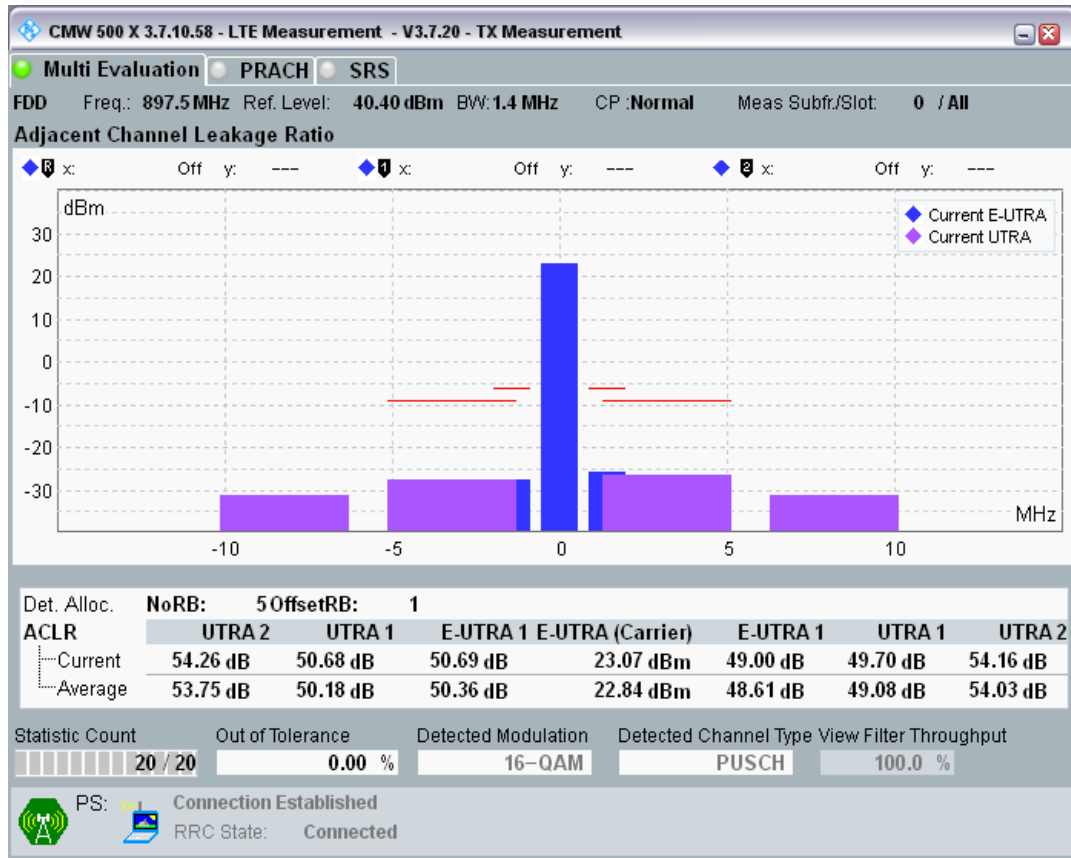 CMW 500 X 3.7.10.58 - LTE Measurement - V3.7.20 - TX Measurement
Multi Evaluation PRACH SRS
FDD Freq.: 897.5 MHz Ref. Level: 40.40 dBm BW: 1.4 MHz CP :Normal Meas Subfr./Slot: 0 / All
Adjacent Channel Leakage Ratio
R x: Off y: --- 1 x: Off y: --- 2 x: Off y: ---
dBm
Current E-UTRA
Current UTRA
30
20
10
0
-10
-20
-30
MHz
-10 -5 0 5 10
Det. Alloc. NoRB: 5 OffsetRB: 1
ACLR UTRA 2 UTRA 1 E-UTRA 1 E-UTRA (Carrier) E-UTRA 1 UTRA 1 UTRA 2
Current 54.26 dB 50.68 dB 50.69 dB 23.07 dBm 49.00 dB 49.70 dB 54.16 dB
Average 53.75 dB 50.18 dB 50.36 dB 22.84 dBm 48.61 dB 49.08 dB 54.03 dB
Statistic Count Out of Tolerance Detected Modulation Detected Channel Type View Filter Throughput
20 / 20 0.00 % 16-QAM PUSCH 100.0 %
PS: Connection Established
RRC State: Connected